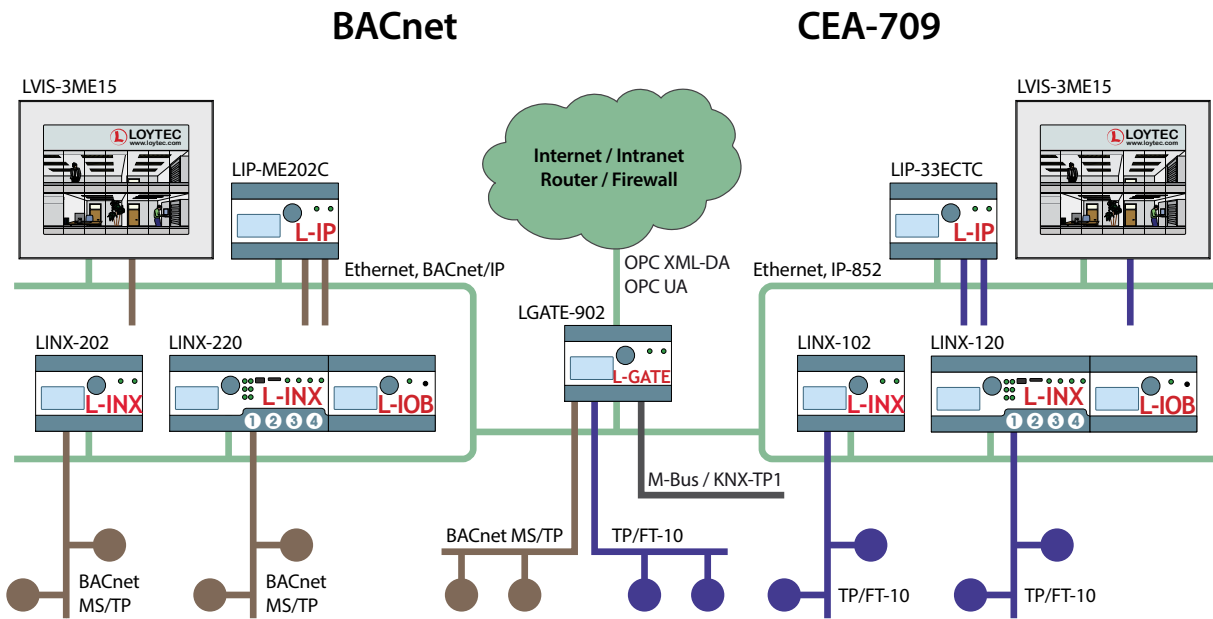 BACnet
CEA-709
LVIS-3ME15
LOYTEC
www.loytec.com
LIP-ME202C
L-IP
Ethernet, BACnet/IP
Internet / Intranet
Router / Firewall
OPC XML-DA
OPC UA
LIP-33ECTC
L-IP
Ethernet, IP-852
LVIS-3ME15
LOYTEC
www.loytec.com
LINX-202
L-INX
LINX-220
L-INX
1 2 3 4
L-IOB
LGATE-902
L-GATE
LINX-102
L-INX
LINX-120
L-INX
1 2 3 4
L-IOB
M-Bus / KNX-TP1
BACnet MS/TP
TP/FT-10
BACnet
MS/TP
BACnet
MS/TP
TP/FT-10
TP/FT-10